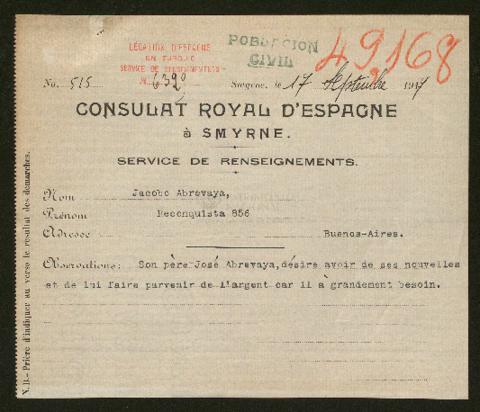 LÉGATION D'ESPAGNE
EN TURQUIE
SERVICE DE RENSEIGNEMENTS
POBLACION
CIVIL
49,168
No. 515
Smyrne, le 17 Septembre 1917
CONSULAT ROYAL D'ESPAGNE
à SMYRNE.
SERVICE DE RENSEIGNEMENTS.
Nom Jacobo Abrevaya,
Prénom Reconquista 856
Adresse Buenos-Aires.
Observations: Son père José Abrevaya, désire avoir de ses nouvelles
et de lui faire parvenir de l'argent car il à grandement besoin.
N.B.- Prière d'indiquer au verso le résultat des démarches.